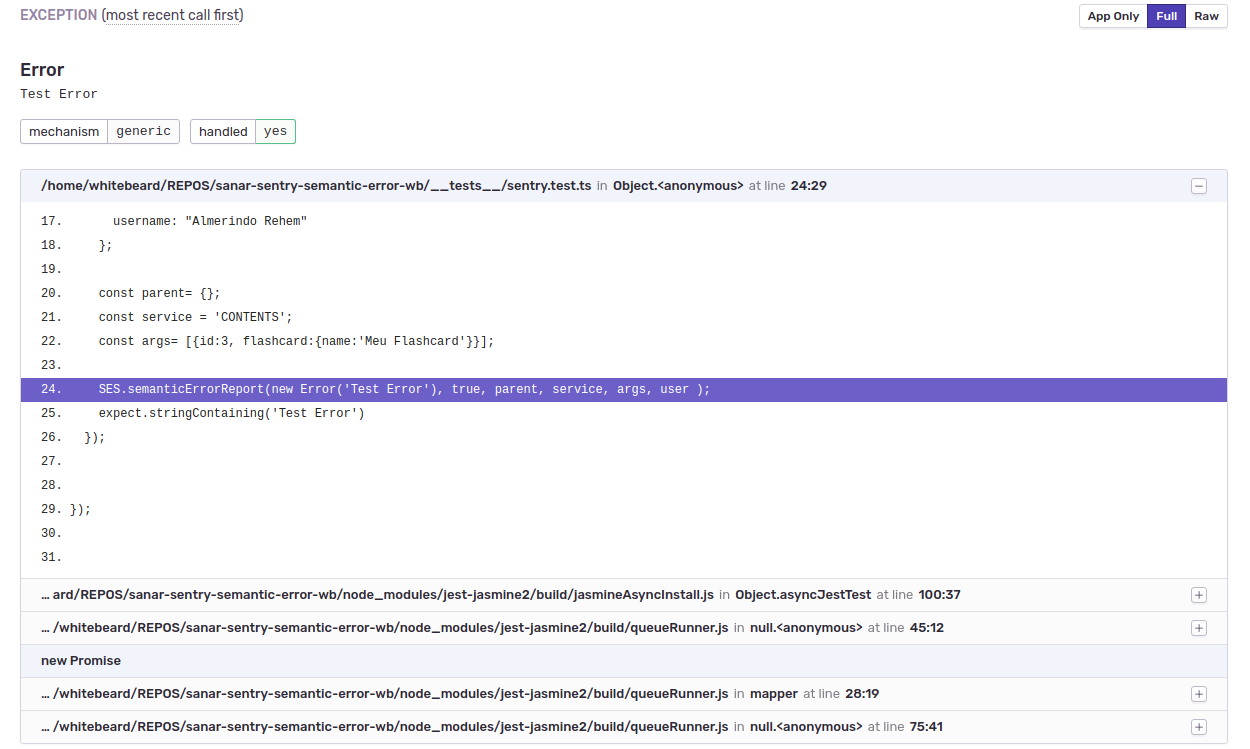 EXCEPTION (most recent call first)
App Only Full Raw
Error
Test Error
mechanism generic handled yes
/home/whitebeard/REPOS/sanar-sentry-semantic-error-wb/__tests__/sentry.test.ts in Object.<anonymous> at line 24:29
17.       username: "Almerindo Rehem"
18.     };
19.
20.     const parent= {};
21.     const service = 'CONTENTS';
22.     const args= [{id:3, flashcard:{name:'Meu Flashcard'}}];
23.
24.     SES.semanticErrorReport(new Error('Test Error'), true, parent, service, args, user );
25.     expect.stringContaining('Test Error')
26.   });
27.
28.
29. });
30.
31.
… ard/REPOS/sanar-sentry-semantic-error-wb/node_modules/jest-jasmine2/build/jasmineAsyncInstall.js in Object.asyncJestTest at line 100:37
… /whitebeard/REPOS/sanar-sentry-semantic-error-wb/node_modules/jest-jasmine2/build/queueRunner.js in null.<anonymous> at line 45:12
new Promise
… /whitebeard/REPOS/sanar-sentry-semantic-error-wb/node_modules/jest-jasmine2/build/queueRunner.js in mapper at line 28:19
… /whitebeard/REPOS/sanar-sentry-semantic-error-wb/node_modules/jest-jasmine2/build/queueRunner.js in null.<anonymous> at line 75:41